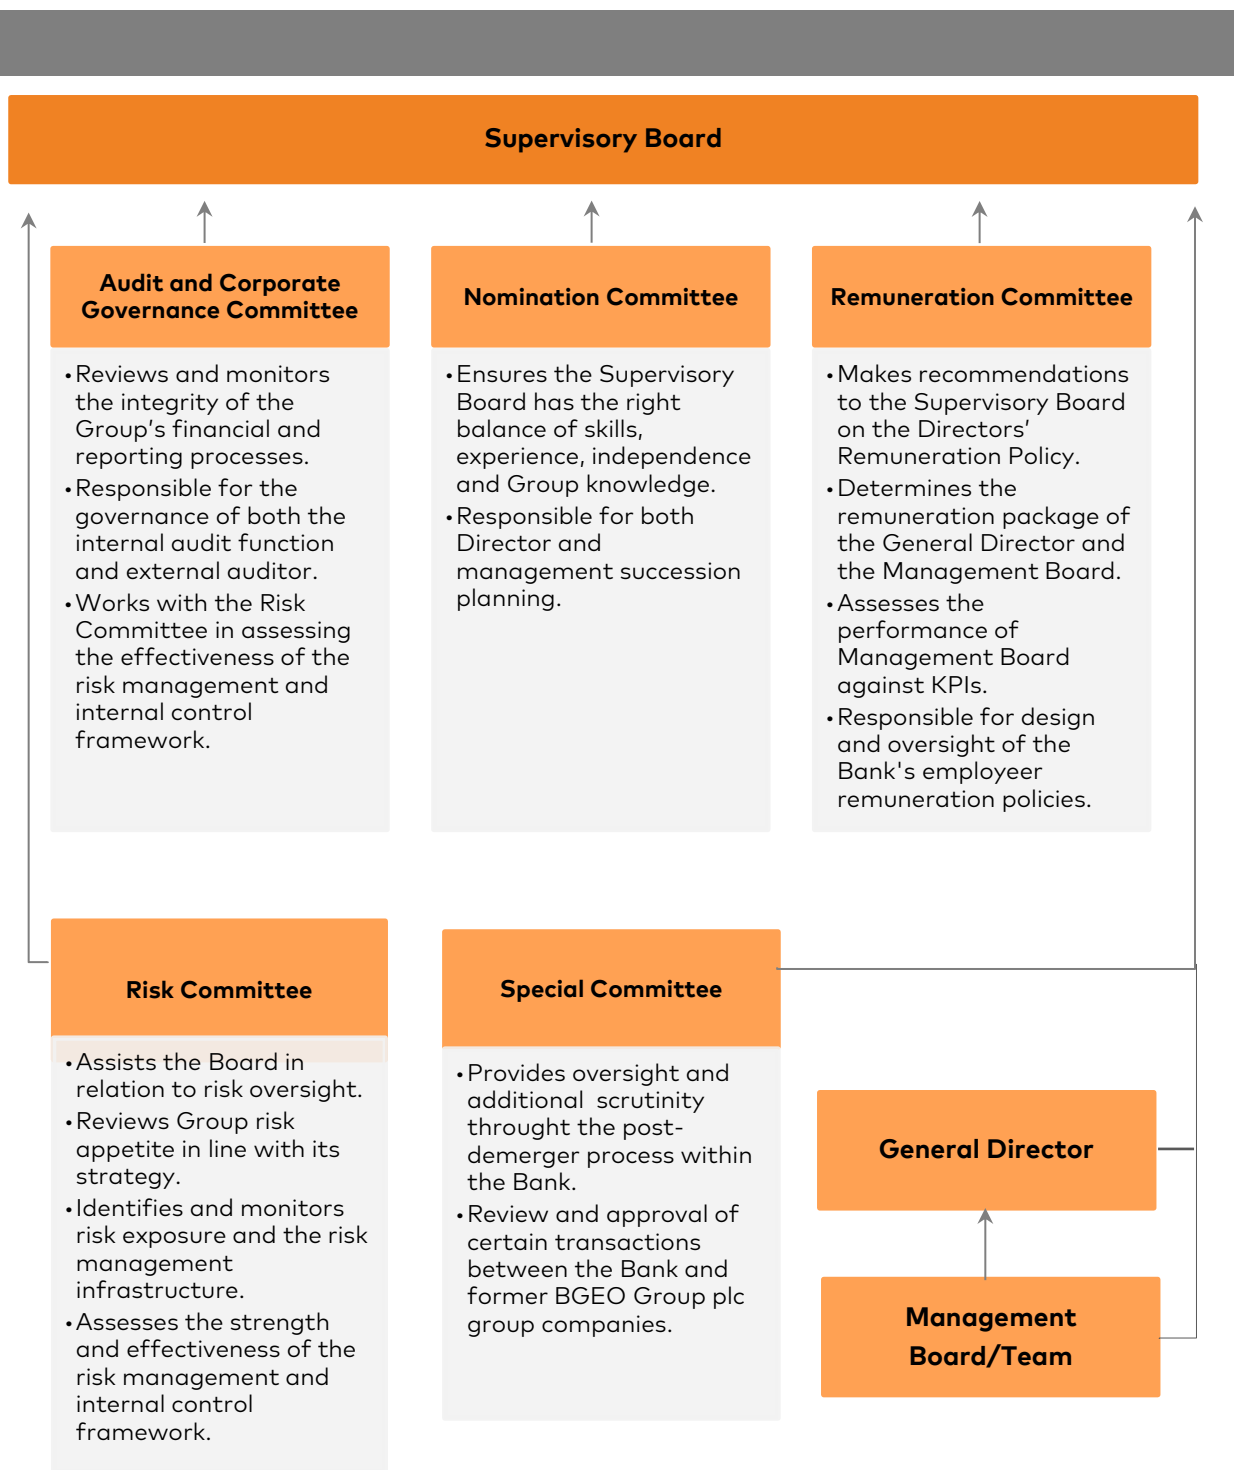 Supervisory Board
Audit and Corporate
Governance Committee
•Reviews and monitors
the integrity of the
Group’s financial and
reporting processes.
•Responsible for the
governance of both the
internal audit function
and external auditor.
•Works with the Risk
Committee in assessing
the effectiveness of the
risk management and
internal control
framework.
Nomination Committee
•Ensures the Supervisory
Board has the right
balance of skills,
experience, independence
and Group knowledge.
•Responsible for both
Director and
management succession
planning.
Remuneration Committee
•Makes recommendations
to the Supervisory Board
on the Directors’
Remuneration Policy.
•Determines the
remuneration package of
the General Director and
the Management Board.
•Assesses the
performance of
Management Board
against KPIs.
•Responsible for design
and oversight of the
Bank's employeer
remuneration policies.
Risk Committee
•Assists the Board in
relation to risk oversight.
•Reviews Group risk
appetite in line with its
strategy.
•Identifies and monitors
risk exposure and the risk
management
infrastructure.
•Assesses the strength
and effectiveness of the
risk management and
internal control
framework.
Special Committee
•Provides oversight and
additional scrutinity
throught the post-
demerger process within
the Bank.
•Review and approval of
certain transactions
between the Bank and
former BGEO Group plc
group companies.
General Director
Management
Board/Team